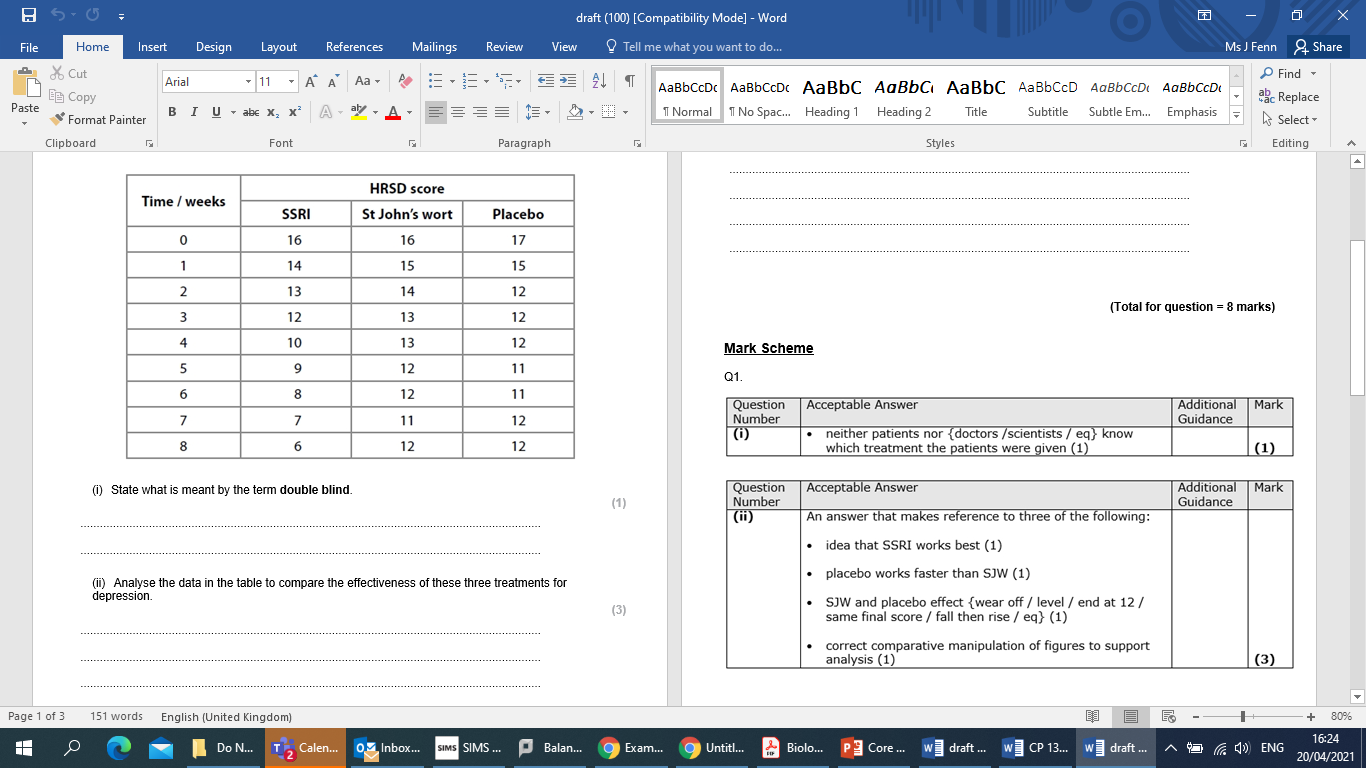 draft (100) [Compatibility Mode] - Word
Ms J Fenn
Share
File Home Insert Design Layout References Mailings Review View Tell me what you want to do...
Paste
Cut
Copy
Format Painter
Clipboard
Arial 11
Font
Paragraph
AaBbCcDc AaBbCcDc AaBbC AaBbCc AaBbC AaBbCcD AaBbCcDc AaBbCcDc
¶ Normal ¶ No Spac... Heading 1 Heading 2 Title Subtitle Subtle Em... Emphasis
Styles
Find
Replace
Select
Editing
Time / weeks HRSD score
SSRI St John's wort Placebo
0 16 16 17
1 14 15 15
2 13 14 12
3 12 13 12
4 10 13 12
5 9 12 11
6 8 12 11
7 7 11 12
8 6 12 12
(i) State what is meant by the term double blind.
(1)
(ii) Analyse the data in the table to compare the effectiveness of these three treatments for
depression.
(3)
(Total for question = 8 marks)
Mark Scheme
Q1.
Question Number Acceptable Answer Additional Guidance Mark
(i) • neither patients nor {doctors /scientists / eq} know
which treatment the patients were given (1)
(1)
Question Number Acceptable Answer Additional Guidance Mark
(ii) An answer that makes reference to three of the following:
• idea that SSRI works best (1)
• placebo works faster than SJW (1)
• SJW and placebo effect {wear off / level / end at 12 /
same final score / fall then rise / eq} (1)
• correct comparative manipulation of figures to support
analysis (1)
(3)
Page 1 of 3 151 words English (United Kingdom)
80%
Do N... Calen... Inbox... SIMS SIMS ... Balan... Exam... Untitl... Biolo... Core ... draft ... CP 13... draft ...
2
ENG
16:24
20/04/2021